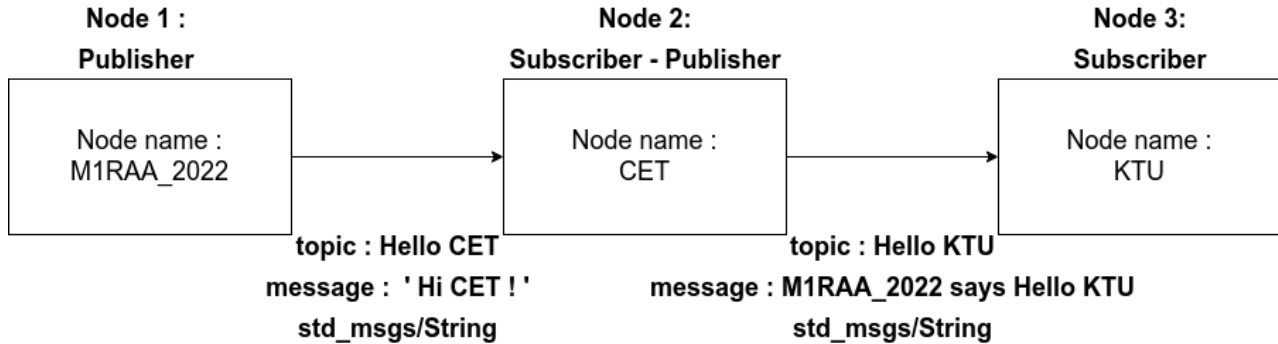 Node 1 :
Publisher
Node name :
M1RAA_2022
Node 2:
Subscriber - Publisher
Node name :
CET
Node 3:
Subscriber
Node name :
KTU
topic : Hello CET
message : ' Hi CET ! '
std_msgs/String
topic : Hello KTU
message : M1RAA_2022 says Hello KTU
std_msgs/String